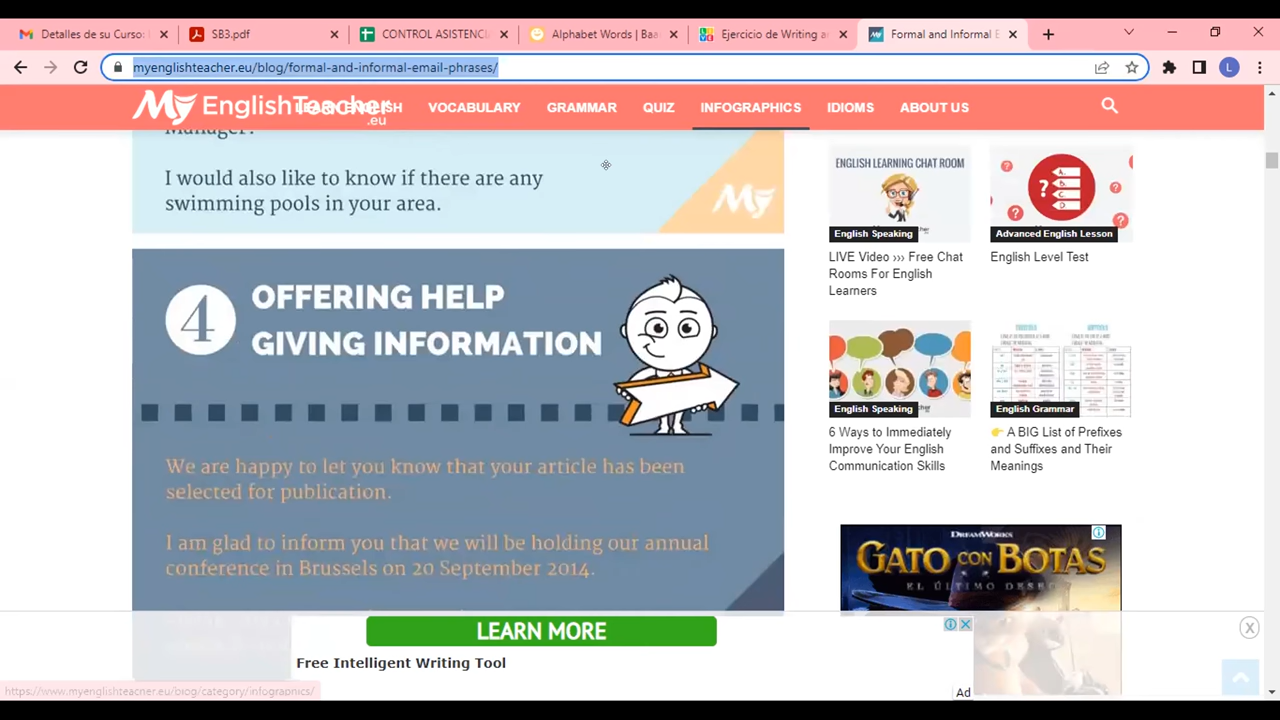 Detalles de su Curso:
SB3.pdf
CONTROL ASISTENCI
Alphabet Words | Baa
Ejercicio de Writing a
Formal and Informal E
myenglishteacher.eu/blog/formal-and-informal-email-phrases/
L
My EnglishTeacher
.eu
LEARN ENGLISH
VOCABULARY
GRAMMAR
QUIZ
INFOGRAPHICS
IDIOMS
ABOUT US
Manager?
I would also like to know if there are any
swimming pools in your area.
My
4
OFFERING HELP
GIVING INFORMATION
We are happy to let you know that your article has been
selected for publication.
I am glad to inform you that we will be holding our annual
conference in Brussels on 20 September 2014.
ENGLISH LEARNING CHAT ROOM
English Speaking
LIVE Video ››› Free Chat
Rooms For English
Learners
Advanced English Lesson
English Level Test
English Speaking
6 Ways to Immediately
Improve Your English
Communication Skills
English Grammar
👉 A BIG List of Prefixes
and Suffixes and Their
Meanings
DREAMWORKS
GATO CON BOTAS
EL ÚLTIMO DESEO
LEARN MORE
Free Intelligent Writing Tool
Ad
https://www.myenglishteacher.eu/blog/category/infographics/